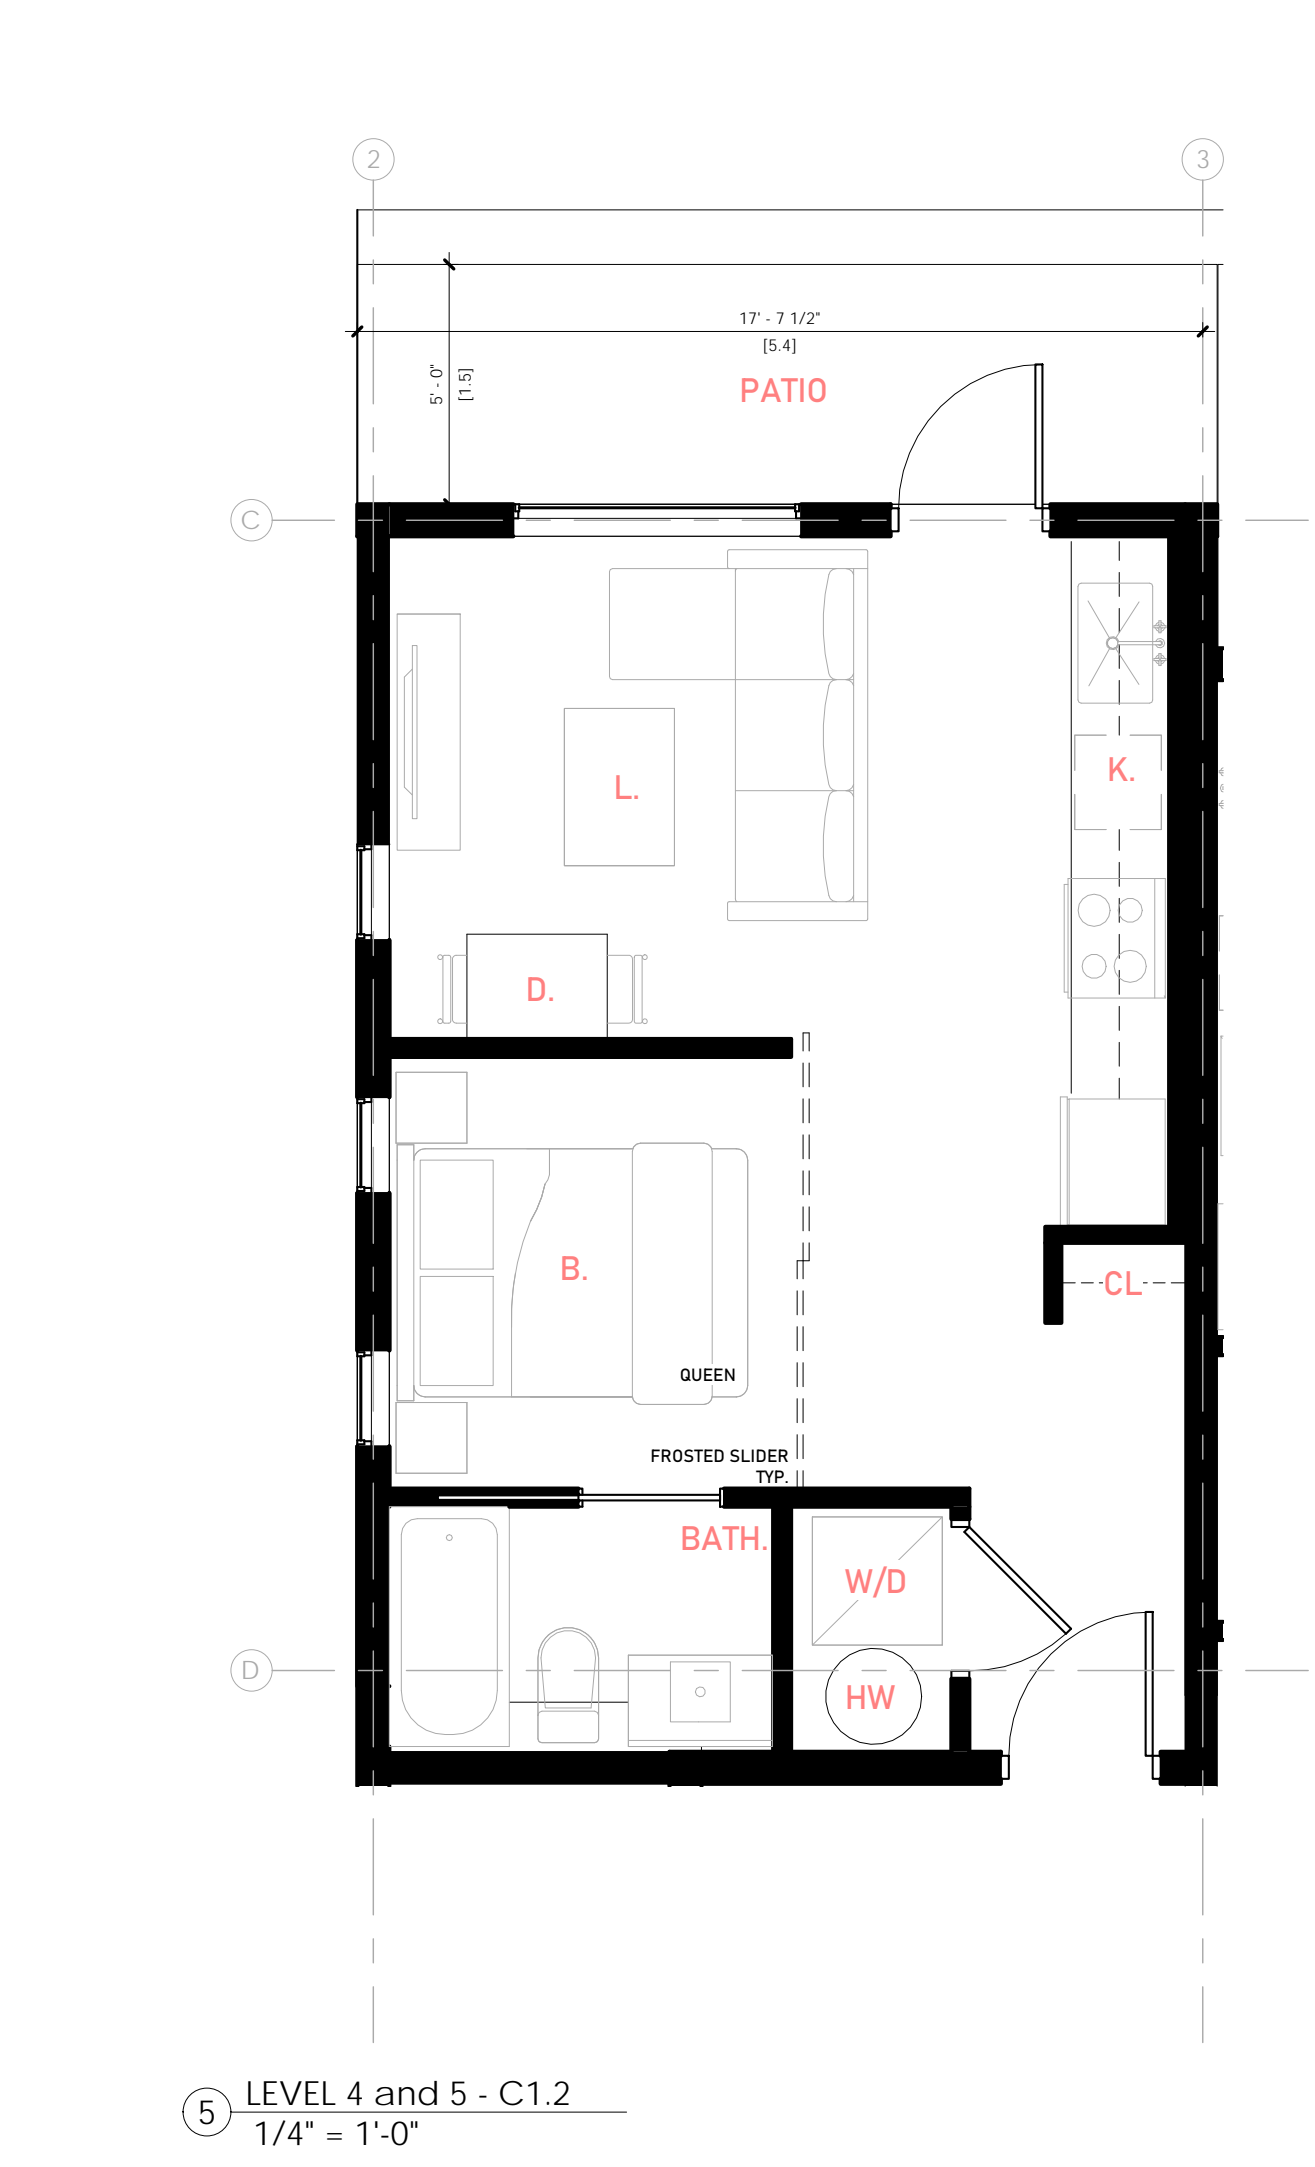 2
3
17' - 7 1/2"
[5.4]
5' - 0"
[1.5]
PATIO
C
K.
L.
D.
B.
CL
QUEEN
FROSTED SLIDER
TYP.
BATH.
W/D
D
HW
5
LEVEL 4 and 5 - C1.2
1/4" = 1'-0"